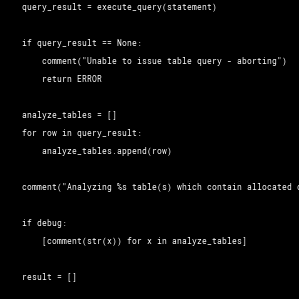 query_result = execute_query(statement)
if query_result == None:
comment("Unable to issue table query - aborting")
return ERROR
analyze_tables = []
for row in query_result:
analyze_tables.append(row)
comment("Analyzing %s table(s) which contain allocated
if debug:
[comment(str(x)) for x in analyze_tables]
result = []